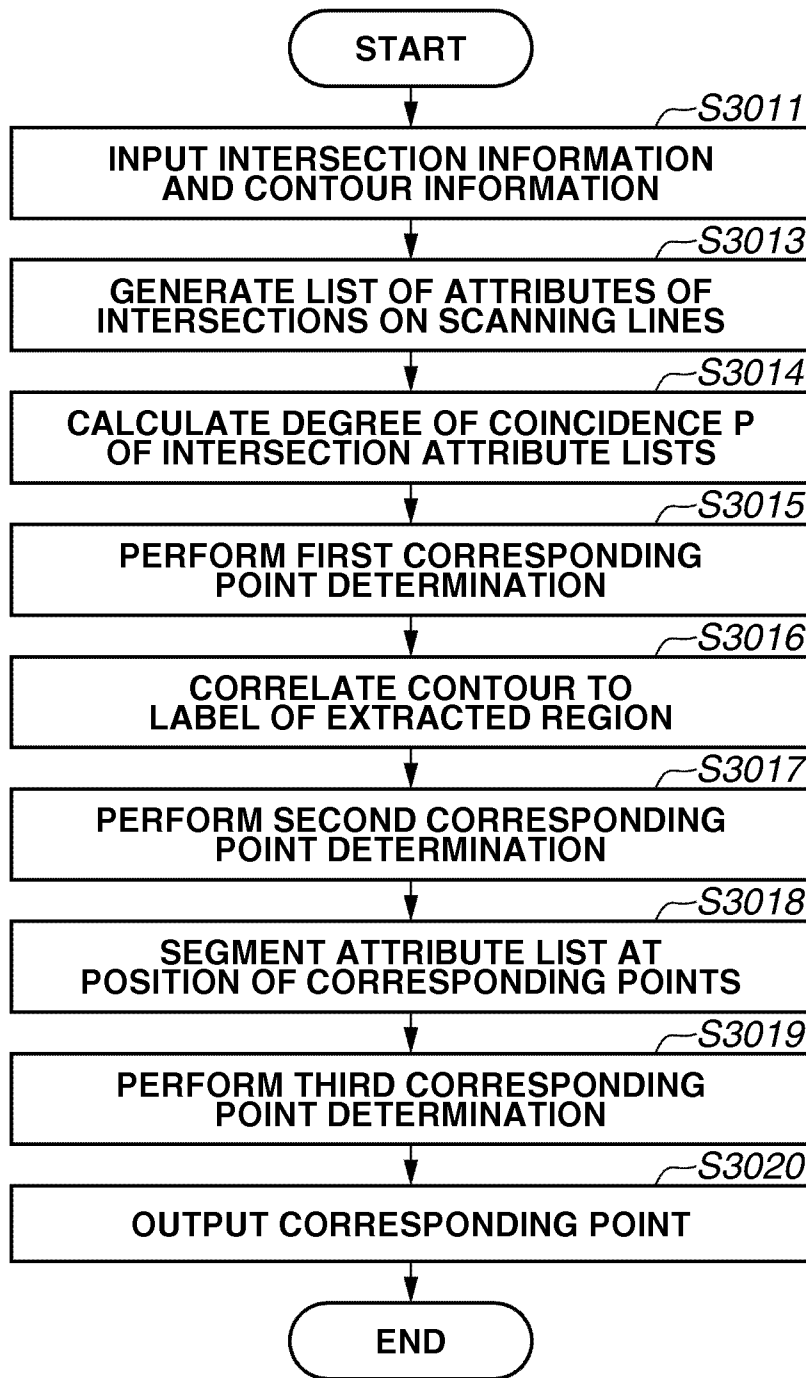 START
S3011
INPUT INTERSECTION INFORMATION
AND CONTOUR INFORMATION
S3013
GENERATE LIST OF ATTRIBUTES OF
INTERSECTIONS ON SCANNING LINES
S3014
CALCULATE DEGREE OF COINCIDENCE P
OF INTERSECTION ATTRIBUTE LISTS
S3015
PERFORM FIRST CORRESPONDING
POINT DETERMINATION
S3016
CORRELATE CONTOUR TO
LABEL OF EXTRACTED REGION
S3017
PERFORM SECOND CORRESPONDING
POINT DETERMINATION
S3018
SEGMENT ATTRIBUTE LIST AT
POSITION OF CORRESPONDING POINTS
S3019
PERFORM THIRD CORRESPONDING
POINT DETERMINATION
S3020
OUTPUT CORRESPONDING POINT
END